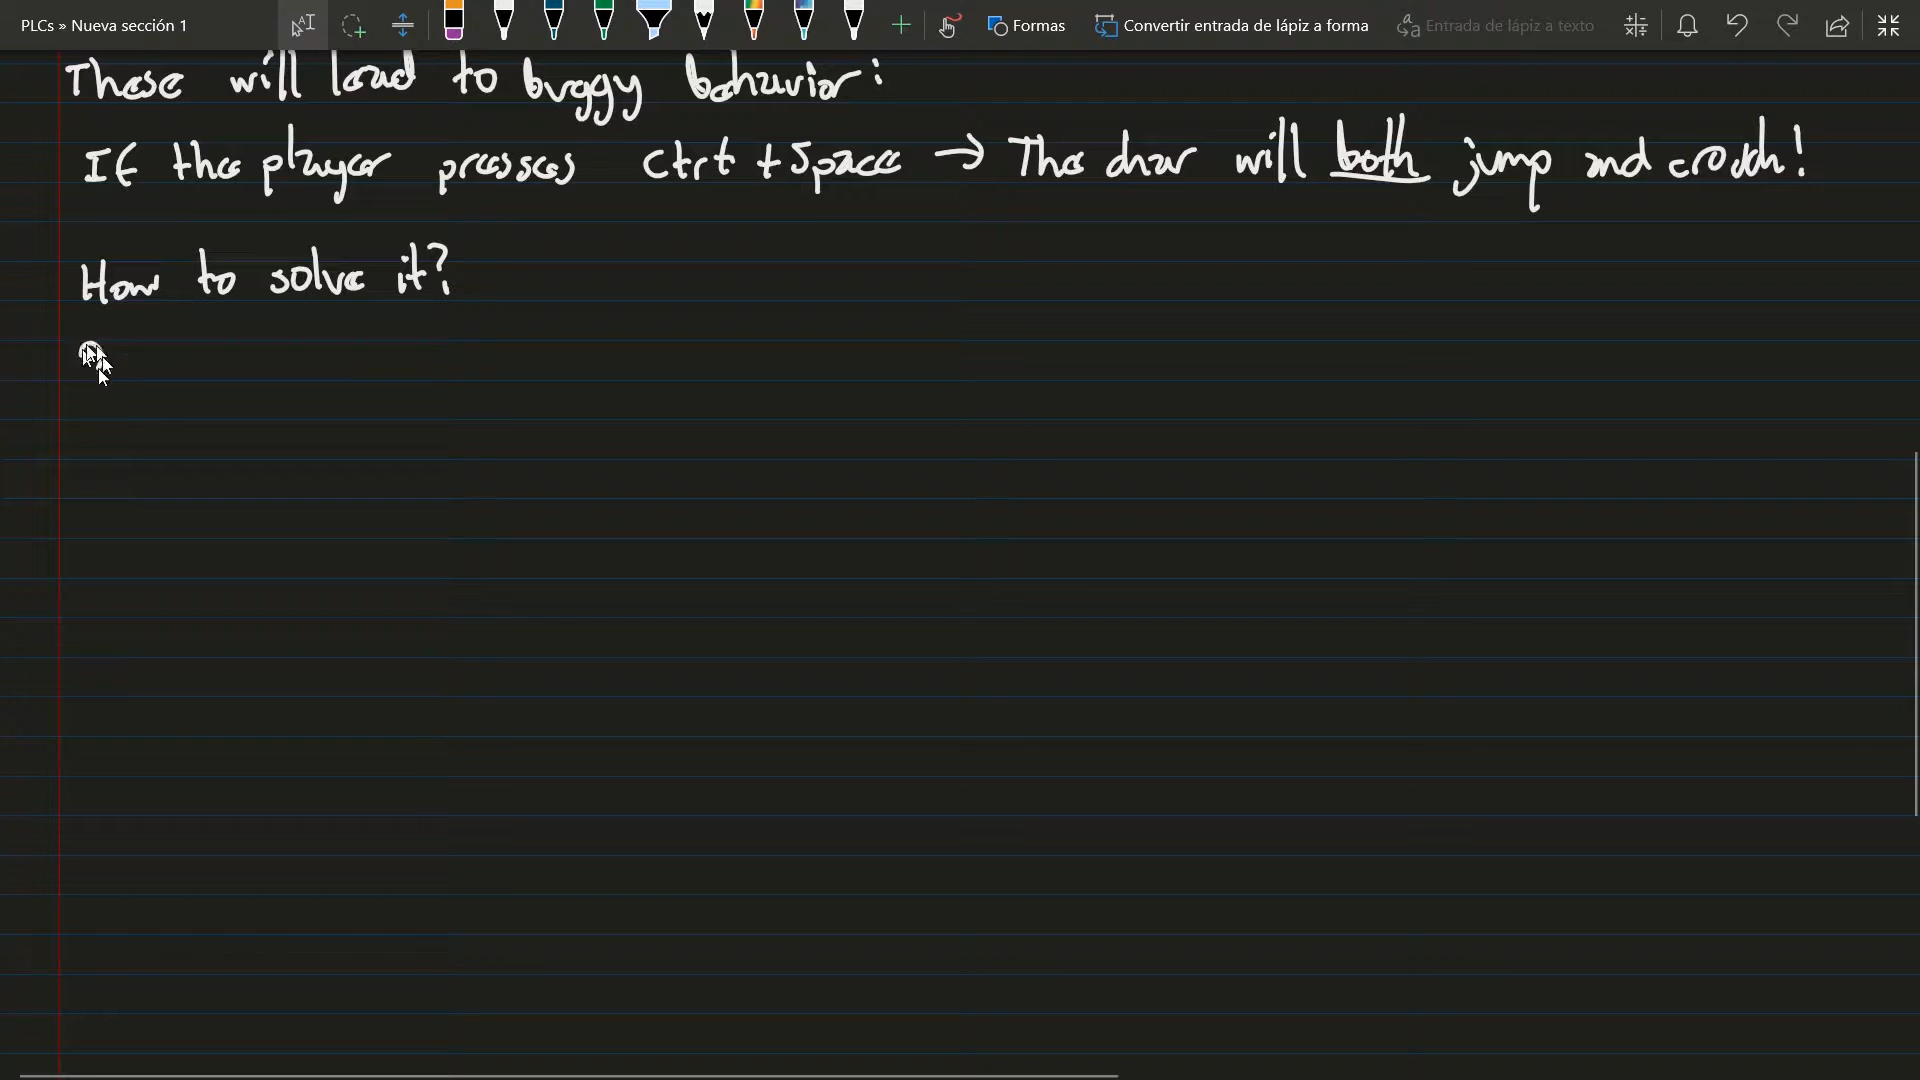 PLCs » Nueva sección 1 Formas Convertir entrada de lápiz a forma Entrada de lápiz a texto
These will lead to buggy behavior:
If the player presses Ctrl + Space → The char will both jump and crouch!
How to solve it?